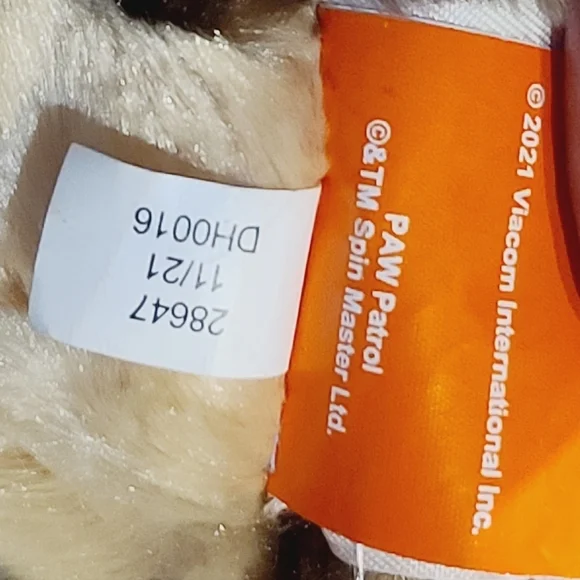 © 2021 Viacom International Inc.
PAW Patrol
©&TM Spin Master Ltd.
28647
11/21
DH0016